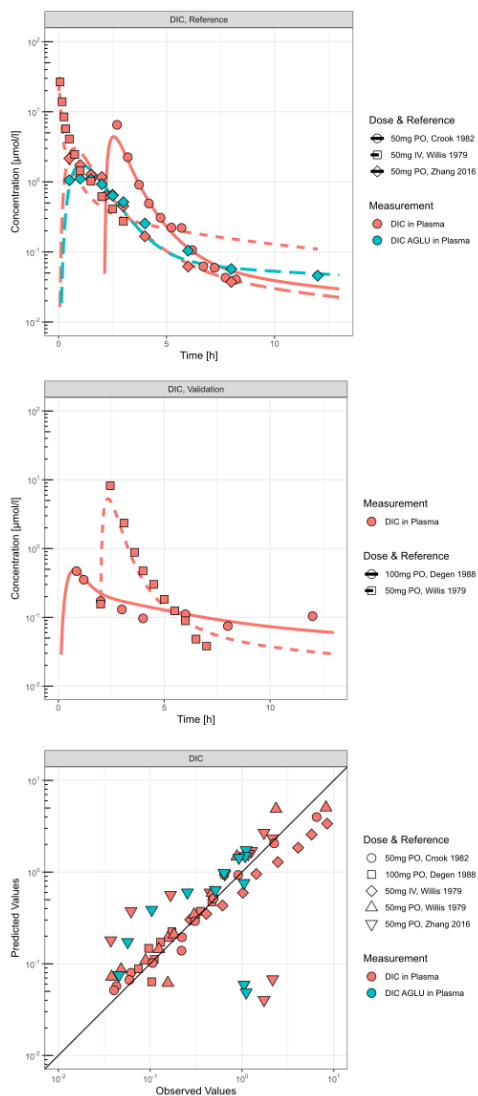 DIC, Reference
10²
10¹
10⁰
10⁻¹
10⁻²
Concentration [µmol/l]
0
5
10
Time [h]
Dose & Reference
50mg PO, Crook 1982
50mg IV, Willis 1979
50mg PO, Zhang 2016
Measurement
DIC in Plasma
DIC AGLU in Plasma
DIC, Validation
10²
10¹
10⁰
10⁻¹
10⁻²
Concentration [µmol/l]
0
5
10
Time [h]
Measurement
DIC in Plasma
Dose & Reference
100mg PO, Degen 1988
50mg PO, Willis 1979
DIC
10¹
10⁰
10⁻¹
10⁻²
Predicted Values
10⁻²
10⁻¹
10⁰
10¹
Observed Values
Dose & Reference
50mg PO, Crook 1982
100mg PO, Degen 1988
50mg IV, Willis 1979
50mg PO, Willis 1979
50mg PO, Zhang 2016
Measurement
DIC in Plasma
DIC AGLU in Plasma